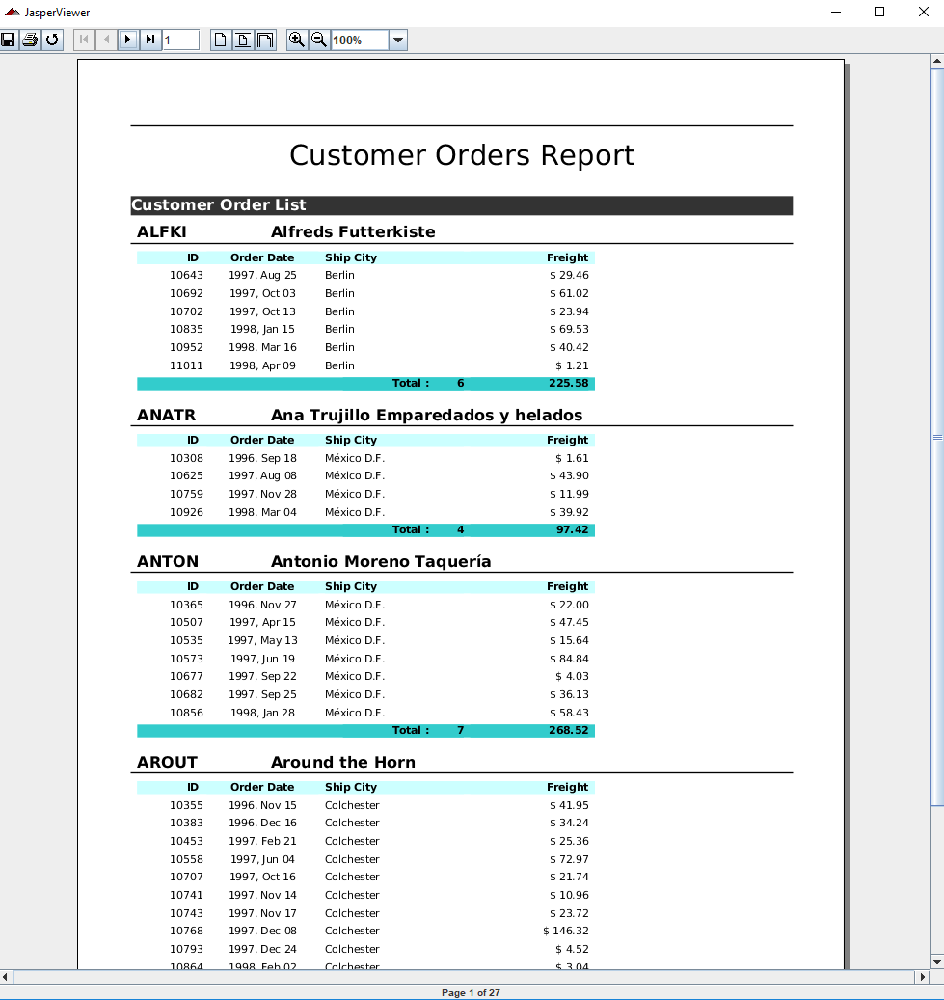 JasperViewer
1
100%
Customer Orders Report
Customer Order List
ALFKI Alfreds Futterkiste
ID Order Date Ship City Freight
10643 1997, Aug 25 Berlin $ 29.46
10692 1997, Oct 03 Berlin $ 61.02
10702 1997, Oct 13 Berlin $ 23.94
10835 1998, Jan 15 Berlin $ 69.53
10952 1998, Mar 16 Berlin $ 40.42
11011 1998, Apr 09 Berlin $ 1.21
Total : 6 225.58
ANATR Ana Trujillo Emparedados y helados
ID Order Date Ship City Freight
10308 1996, Sep 18 México D.F. $ 1.61
10625 1997, Aug 08 México D.F. $ 43.90
10759 1997, Nov 28 México D.F. $ 11.99
10926 1998, Mar 04 México D.F. $ 39.92
Total : 4 97.42
ANTON Antonio Moreno Taquería
ID Order Date Ship City Freight
10365 1996, Nov 27 México D.F. $ 22.00
10507 1997, Apr 15 México D.F. $ 47.45
10535 1997, May 13 México D.F. $ 15.64
10573 1997, Jun 19 México D.F. $ 84.84
10677 1997, Sep 22 México D.F. $ 4.03
10682 1997, Sep 25 México D.F. $ 36.13
10856 1998, Jan 28 México D.F. $ 58.43
Total : 7 268.52
AROUT Around the Horn
ID Order Date Ship City Freight
10355 1996, Nov 15 Colchester $ 41.95
10383 1996, Dec 16 Colchester $ 34.24
10453 1997, Feb 21 Colchester $ 25.36
10558 1997, Jun 04 Colchester $ 72.97
10707 1997, Oct 16 Colchester $ 21.74
10741 1997, Nov 14 Colchester $ 10.96
10743 1997, Nov 17 Colchester $ 23.72
10768 1997, Dec 08 Colchester $ 146.32
10793 1997, Dec 24 Colchester $ 4.52
10864 1998, Feb 02 Colchester $ 3.04
Page 1 of 27